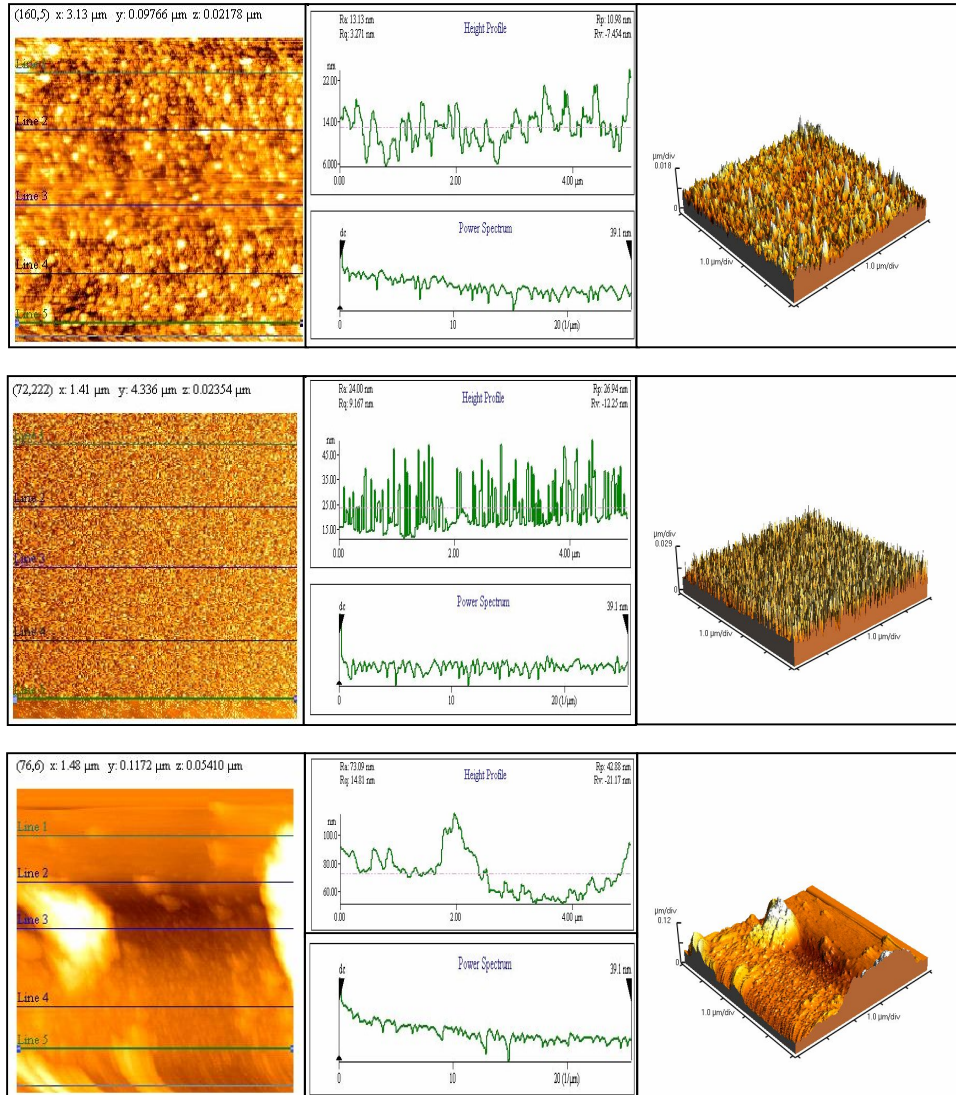 (160,5) x: 3.13 µm y: 0.09766 µm z: 0.02178 µm
Line 2
Line 3
Line 4
Line 5
Ra: 13.13 nm
Rq: 3.271 nm
Height Profile
Rp: 10.98 nm
Rv: -7.454 nm
nm
22.00
14.00
6.000
0.00
2.00
4.00 µm
Power Spectrum
dc
39.1 nm
0
10
20 (1/µm)
µm/div
0.018
0
1.0 µm/div
1.0 µm/div
(72,222) x: 1.41 µm y: 4.336 µm z: 0.02354 µm
Line 2
Line 3
Line 4
Ra: 24.00 nm
Rq: 9.167 nm
Height Profile
Rp: 26.94 nm
Rv: -12.25 nm
nm
45.00
35.00
24.00
15.00
0.00
2.00
4.00 µm
Power Spectrum
dc
39.1 nm
0
10
20 (1/µm)
µm/div
0.029
0
1.0 µm/div
1.0 µm/div
(76,6) x: 1.48 µm y: 0.1172 µm z: 0.05410 µm
Line 1
Line 2
Line 3
Line 4
Line 5
Ra: 73.09 nm
Rq: 14.81 nm
Height Profile
Rp: 42.88 nm
Rv: -21.17 nm
nm
100.0
80.00
60.00
0.00
2.00
4.00 µm
Power Spectrum
dc
39.1 nm
0
10
20 (1/µm)
µm/div
0.12
0
1.0 µm/div
1.0 µm/div